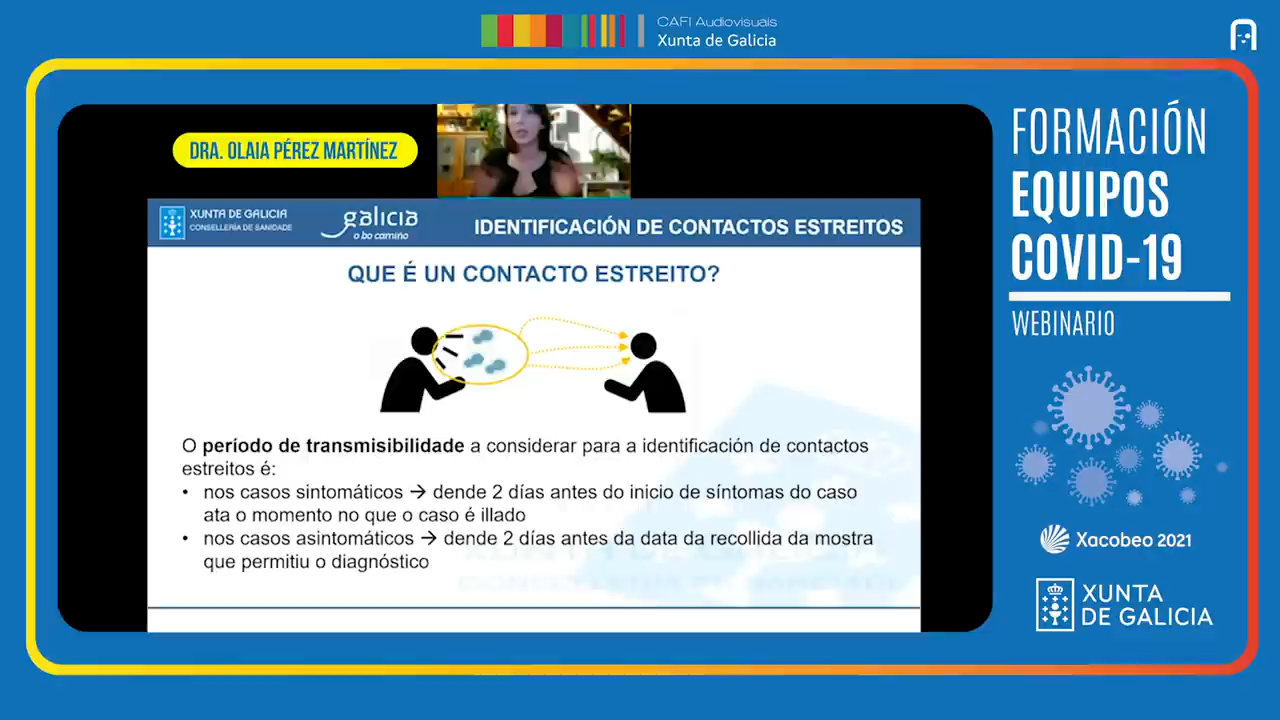 CAFI Audiovisuais
Xunta de Galicia
DRA. OLAIA PÉREZ MARTÍNEZ
XUNTA DE GALICIA
CONSELLERÍA DE SANIDADE
galicia
o bo camiño
IDENTIFICACIÓN DE CONTACTOS ESTREITOS
QUE É UN CONTACTO ESTREITO?
O período de transmisibilidade a considerar para a identificación de contactos
estreitos é:
• nos casos sintomáticos → dende 2 días antes do inicio de síntomas do caso
ata o momento no que o caso é illado
• nos casos asintomáticos → dende 2 días antes da data da recollida da mostra
que permitiu o diagnóstico
FORMACIÓN
EQUIPOS
COVID-19
WEBINARIO
Xacobeo 2021
XUNTA
DE GALICIA